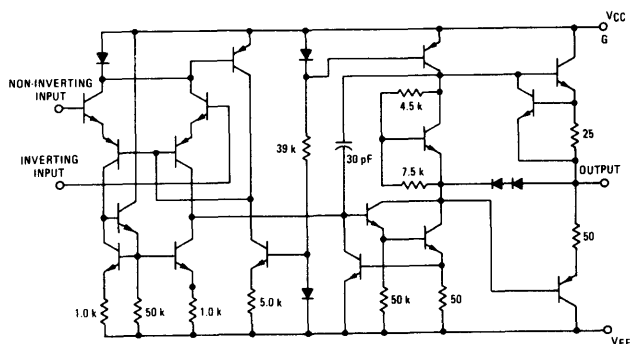 VCC
G
NON-INVERTING
INPUT
4.5 k
25
39 k
30 pF
INVERTING
INPUT
7.5 k
OUTPUT
50
1.0 k
50 k
1.0 k
5.0 k
50 k
50
VEE